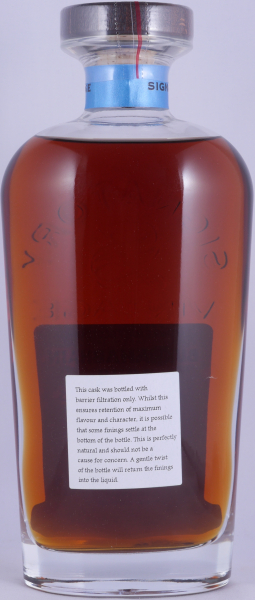 SIGN
This cask was bottled with
barrier filtration only. Whilst this
ensures retention of maximum
flavour and character, it is possible
that some finings settle at the
bottom of the bottle. This is perfectly
natural and should not be a
cause for concern. A gentle twist
of the bottle will return the finings
into the liquid.